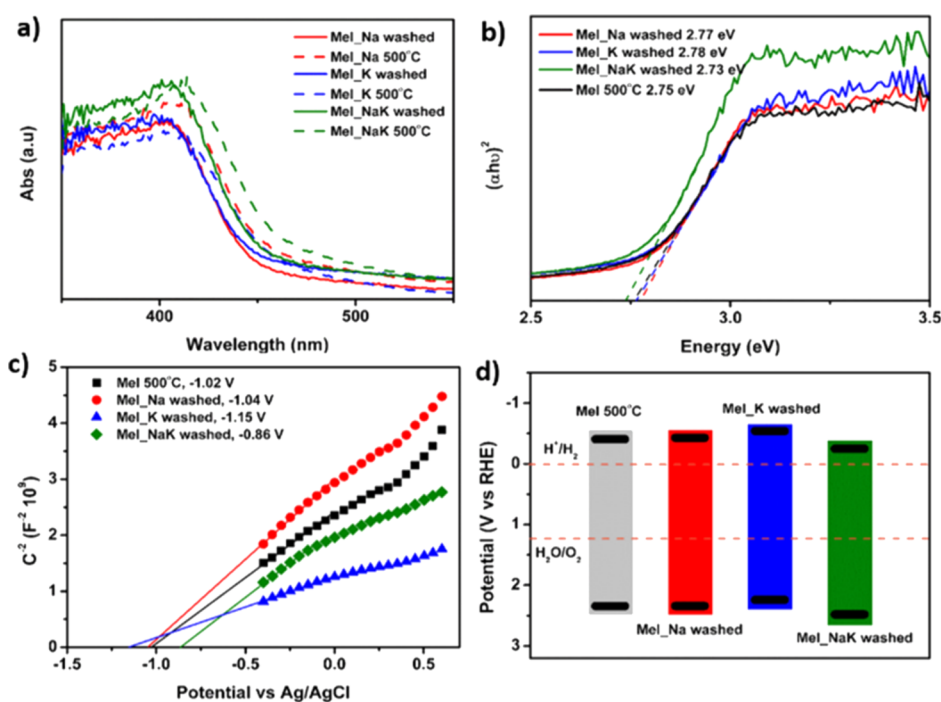 a)
Mel_Na washed
Mel_Na 500°C
Mel_K washed
Mel_K 500°C
Mel_NaK washed
Mel_NaK 500°C
Abs (a.u)
400
500
Wavelength (nm)
b)
Mel_Na washed 2.77 eV
Mel_K washed 2.78 eV
Mel_NaK washed 2.73 eV
Mel 500°C 2.75 eV
(αhυ)²
2.5
3.0
3.5
Energy (eV)
c)
Mel 500°C, -1.02 V
Mel_Na washed, -1.04 V
Mel_K washed, -1.15 V
Mel_NaK washed, -0.86 V
C⁻² (F⁻² 10⁹)
5
4
3
2
1
0
-1.5
-1.0
-0.5
0.0
0.5
Potential vs Ag/AgCl
d)
Mel 500°C
Mel_K washed
H⁺/H₂
H₂O/O₂
Mel_Na washed
Mel_NaK washed
Potential (V vs RHE)
-1
0
1
2
3